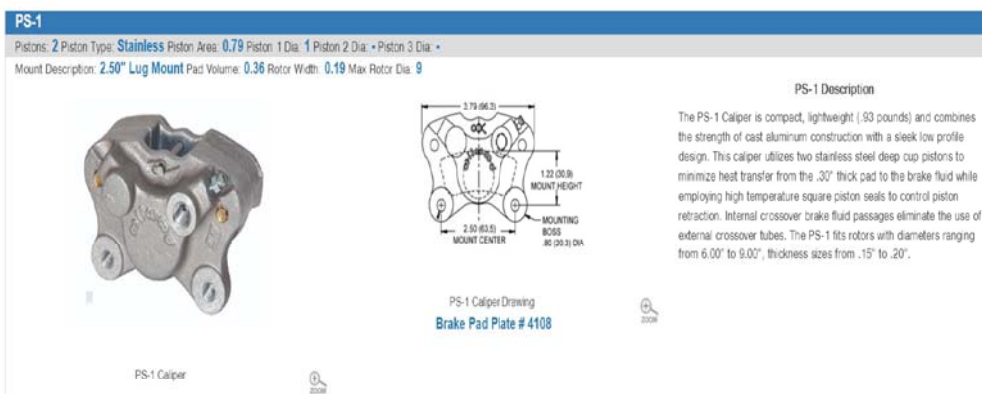 PS-1
Pistons: 2 Piston Type: Stainless Piston Area: 0.79 Piston 1 Dia: 1 Piston 2 Dia: - Piston 3 Dia: -
Mount Description: 2.50" Lug Mount Pad Volume: 0.36 Rotor Width: 0.19 Max Rotor Dia: 9
PS-1 Description
The PS-1 Caliper is compact, lightweight (.93 pounds) and combines
the strength of cast aluminum construction with a sleek low profile
design. This caliper utilizes two stainless steel deep cup pistons to
minimize heat transfer from the .30" thick pad to the brake fluid while
employing high temperature square piston seals to control piston
retraction. Internal crossover brake fluid passages eliminate the use of
external crossover tubes. The PS-1 fits rotors with diameters ranging
from 6.00" to 9.00", thickness sizes from .15" to .20".
3.79 (96.3)
1.22 (30.9)
MOUNT HEIGHT
2.50 (63.5)
MOUNT CENTER
MOUNTING
BOSS
.80 (20.3) DIA
PS-1 Caliper Drawing
Brake Pad Plate # 4108
ZOOM
PS-1 Caliper
ZOOM